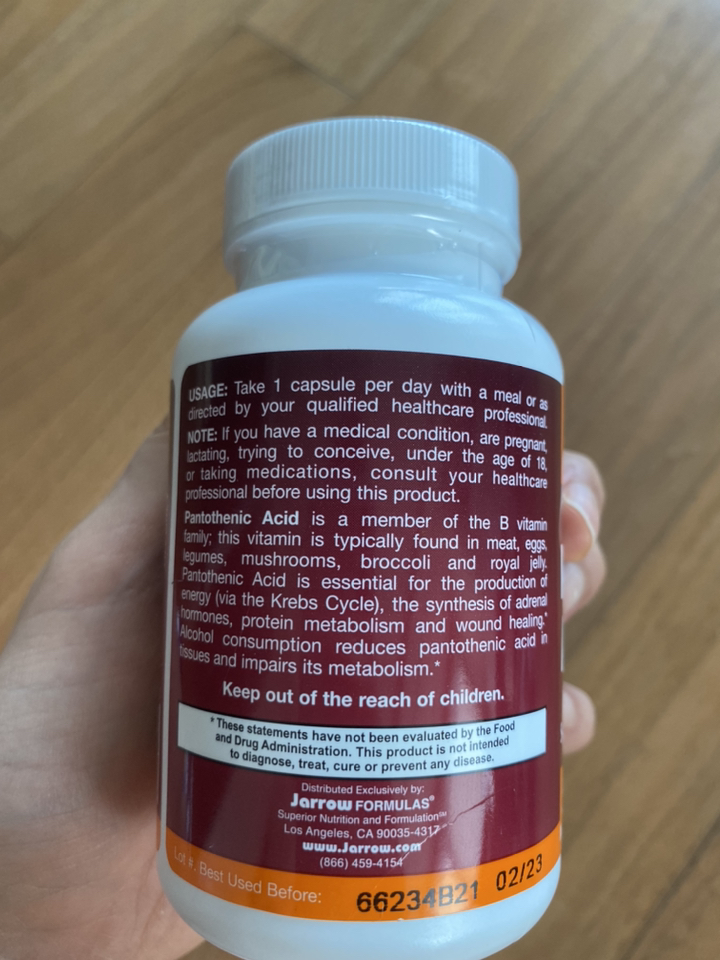 USAGE: Take 1 capsule per day with a meal or as
directed by your qualified healthcare professional.
NOTE: If you have a medical condition, are pregnant,
lactating, trying to conceive, under the age of 18,
or taking medications, consult your healthcare
professional before using this product.
Pantothenic Acid is a member of the B vitamin
family; this vitamin is typically found in meat, eggs,
legumes, mushrooms, broccoli and royal jelly.
Pantothenic Acid is essential for the production of
energy (via the Krebs Cycle), the synthesis of adrenal
hormones, protein metabolism and wound healing.*
Alcohol consumption reduces pantothenic acid in
tissues and impairs its metabolism.*
Keep out of the reach of children.
* These statements have not been evaluated by the Food
and Drug Administration. This product is not intended
to diagnose, treat, cure or prevent any disease.
Distributed Exclusively by:
Jarrow FORMULAS®
Superior Nutrition and Formulation℠
Los Angeles, CA 90035-4317
www.Jarrow.com
(866) 459-4154
Lot #. Best Used Before: 66234B21 02/23